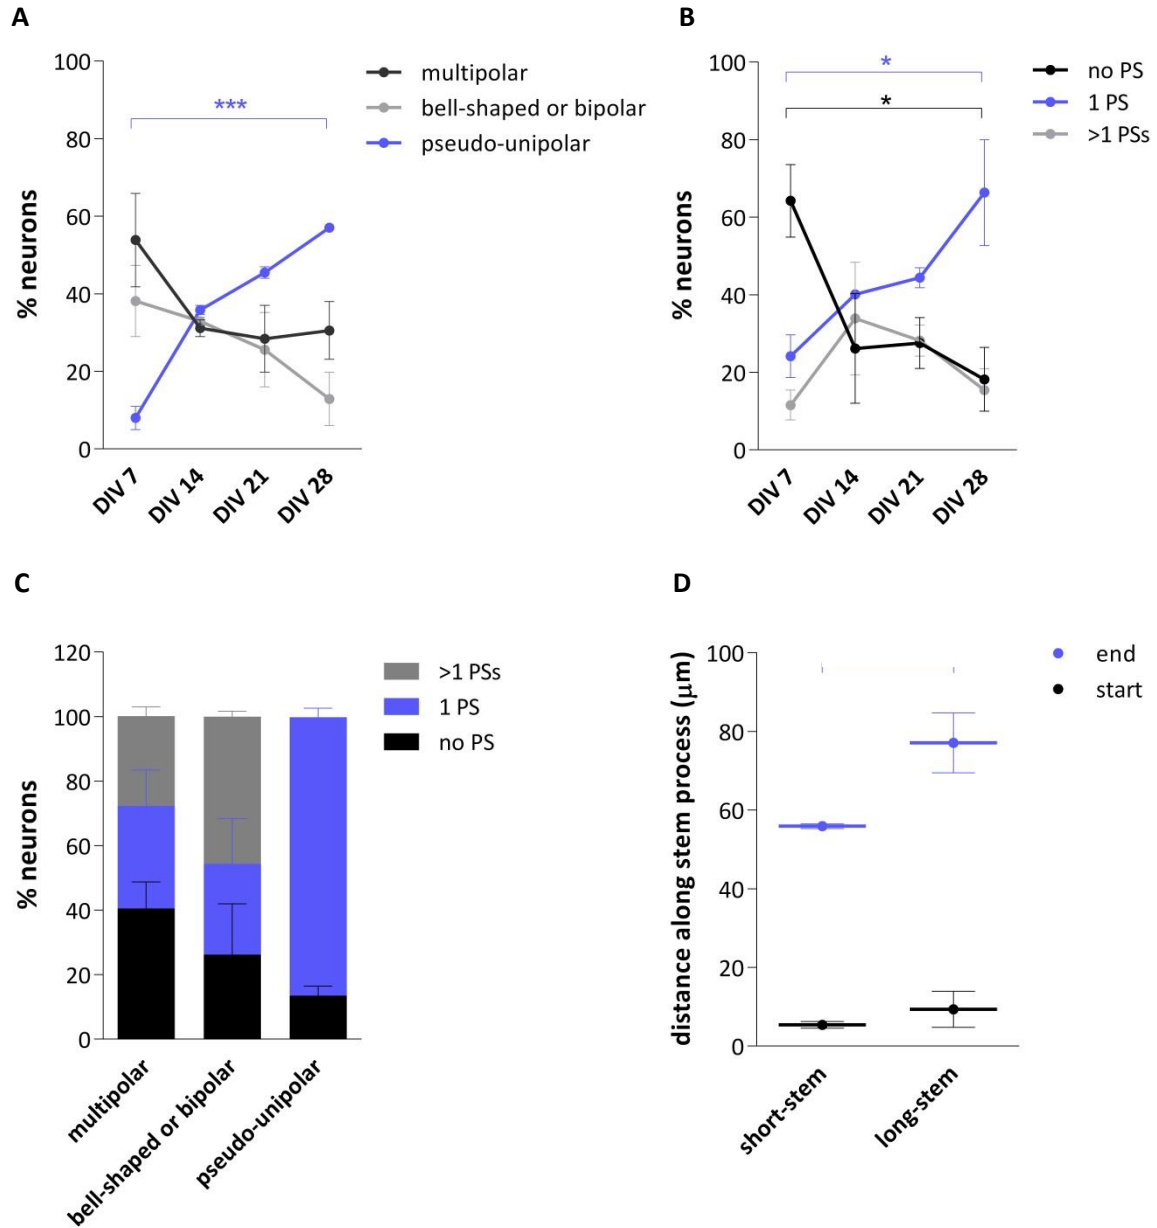 A
100
80
60
40
20
0
% neurons
***
multipolar
bell-shaped or bipolar
pseudo-unipolar
DIV 7
DIV 14
DIV 21
DIV 28
B
100
80
60
40
20
0
% neurons
*
*
no PS
1 PS
>1 PSs
DIV 7
DIV 14
DIV 21
DIV 28
C
120
100
80
60
40
20
0
% neurons
>1 PSs
1 PS
no PS
multipolar
bell-shaped or bipolar
pseudo-unipolar
D
100
80
60
40
20
0
distance along stem process (μm)
end
start
short-stem
long-stem